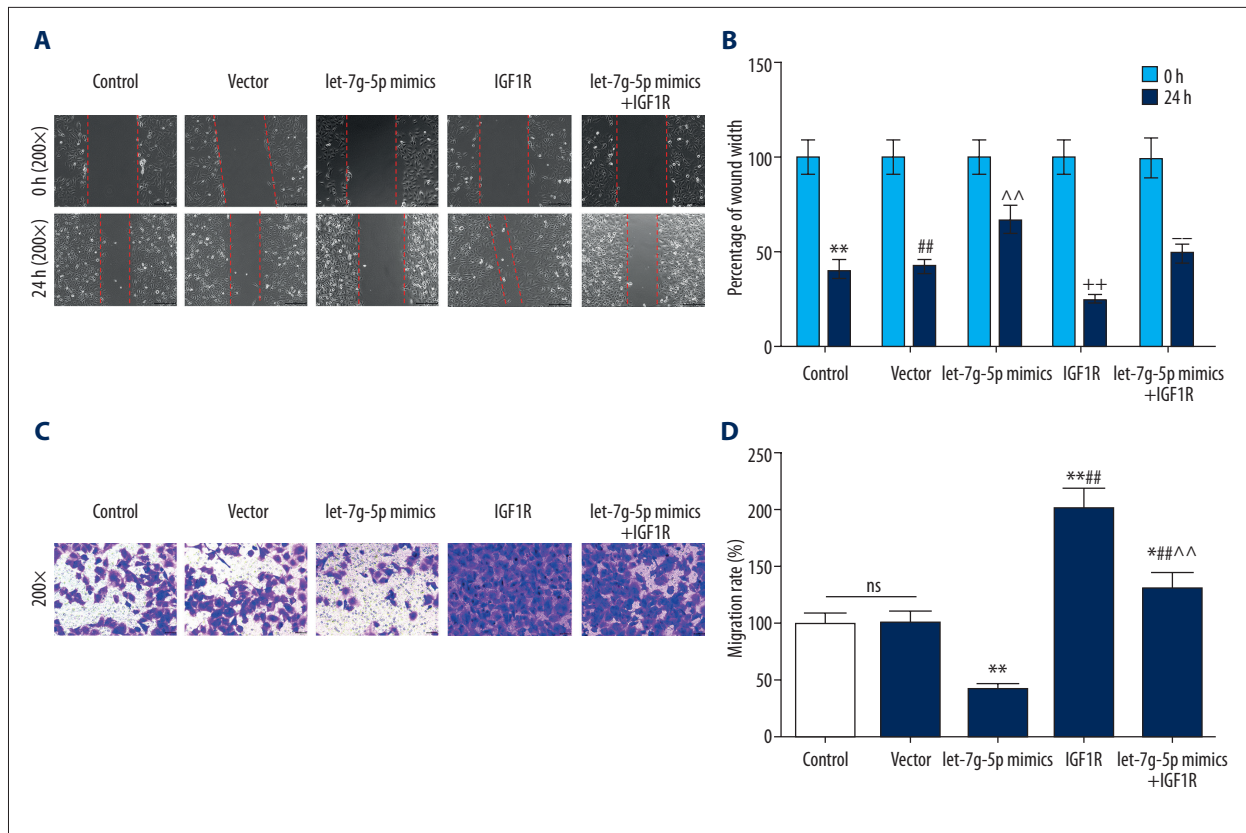 A
Control
Vector
let-7g-5p mimics
IGF1R
let-7g-5p mimics
+IGF1R
0 h (200×)
24 h (200×)
B
Percentage of wound width
150
100
50
0
0 h
24 h
**
##
^^
++
––
Control
Vector
let-7g-5p mimics
IGF1R
let-7g-5p mimics
+IGF1R
C
Control
Vector
let-7g-5p mimics
IGF1R
let-7g-5p mimics
+IGF1R
200×
D
Migration rate (%)
250
200
150
100
50
0
ns
**
**##
*##^^
Control
Vector
let-7g-5p mimics
IGF1R
let-7g-5p mimics
+IGF1R